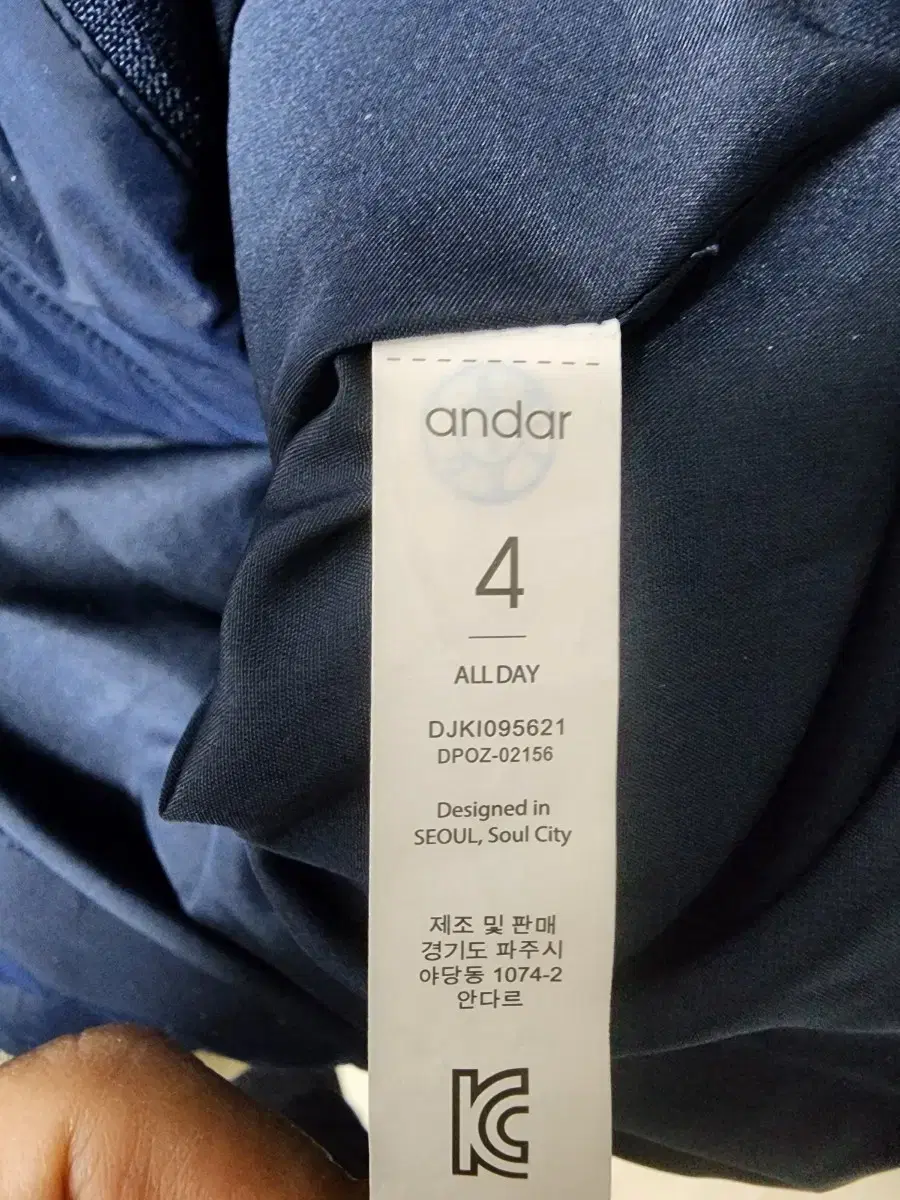 andar
4
ALL DAY
DJKI095621
DPOZ-02156
Designed in
SEOUL, Soul City
제조 및 판매
경기도 파주시
야당동 1074-2
안다르
KC